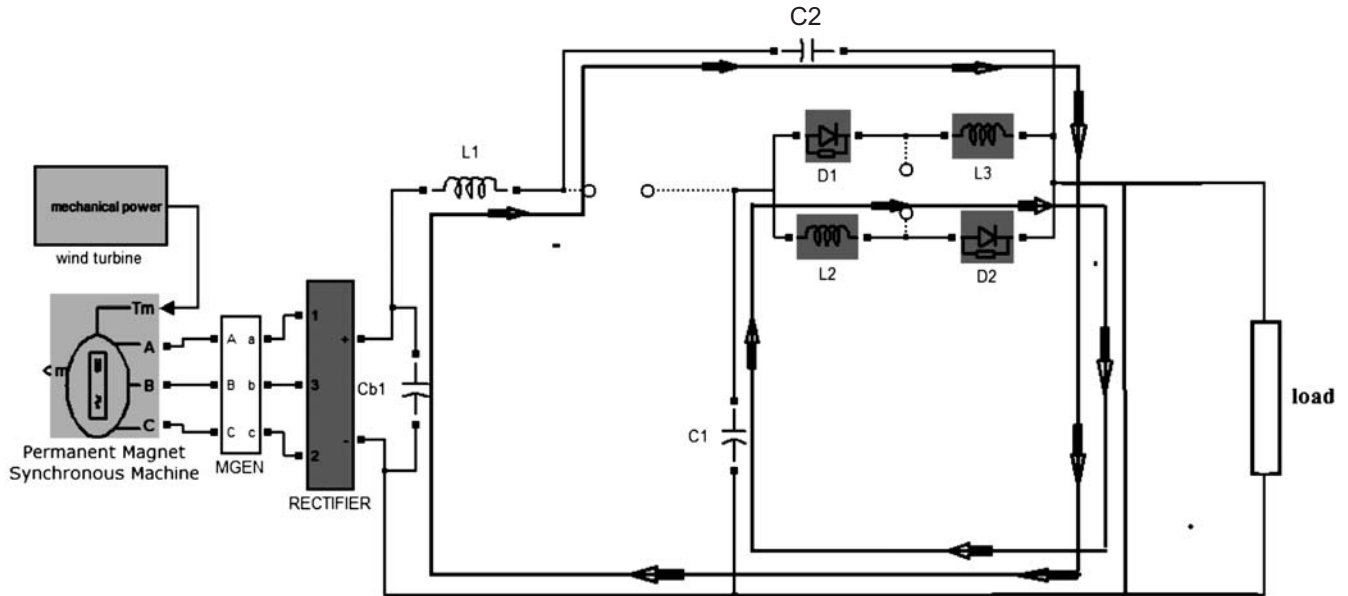 C2
D1
L3
L1
mechanical power
wind turbine
L2
D2
Tm
m
A
B
C
A a
B b
C c
1
3
2
+
-
Cb1
C1
load
Permanent Magnet
Synchronous Machine
MGEN
RECTIFIER